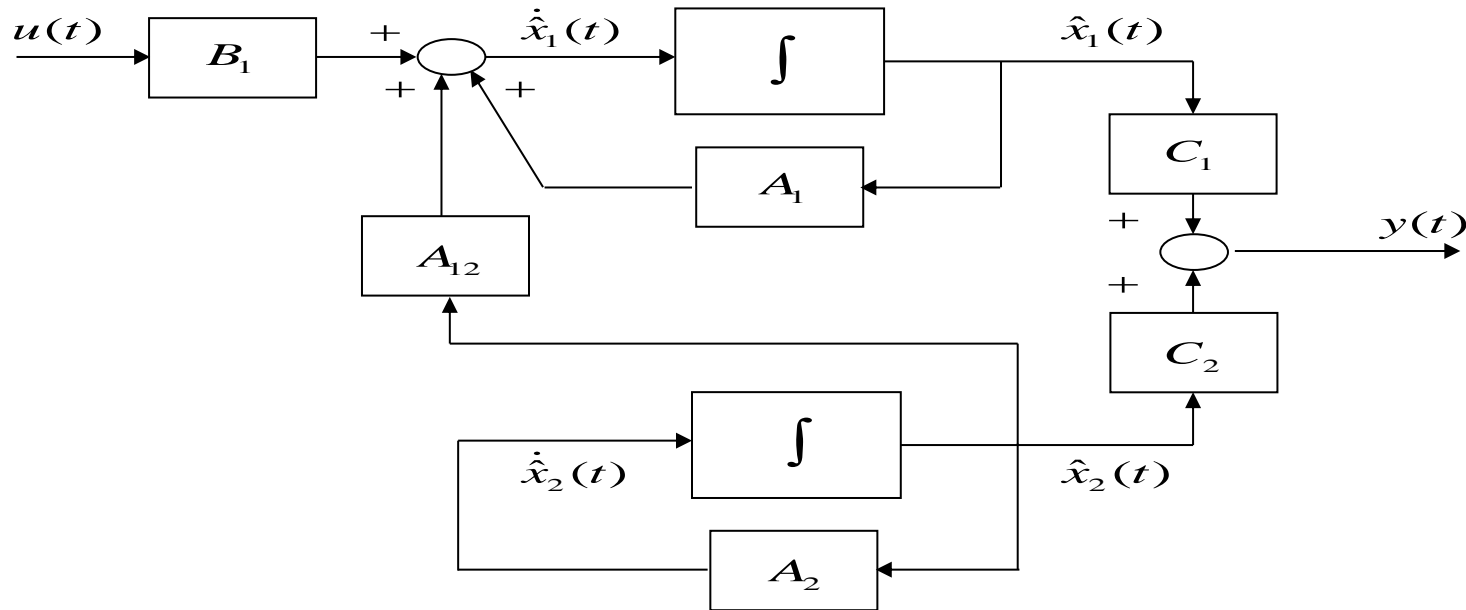 u(t)
B₁
+
+
+
ẋ̂₁(t)
∫
x̂₁(t)
A₁
A₁₂
C₁
+
y(t)
+
C₂
∫
ẋ̂₂(t)
x̂₂(t)
A₂